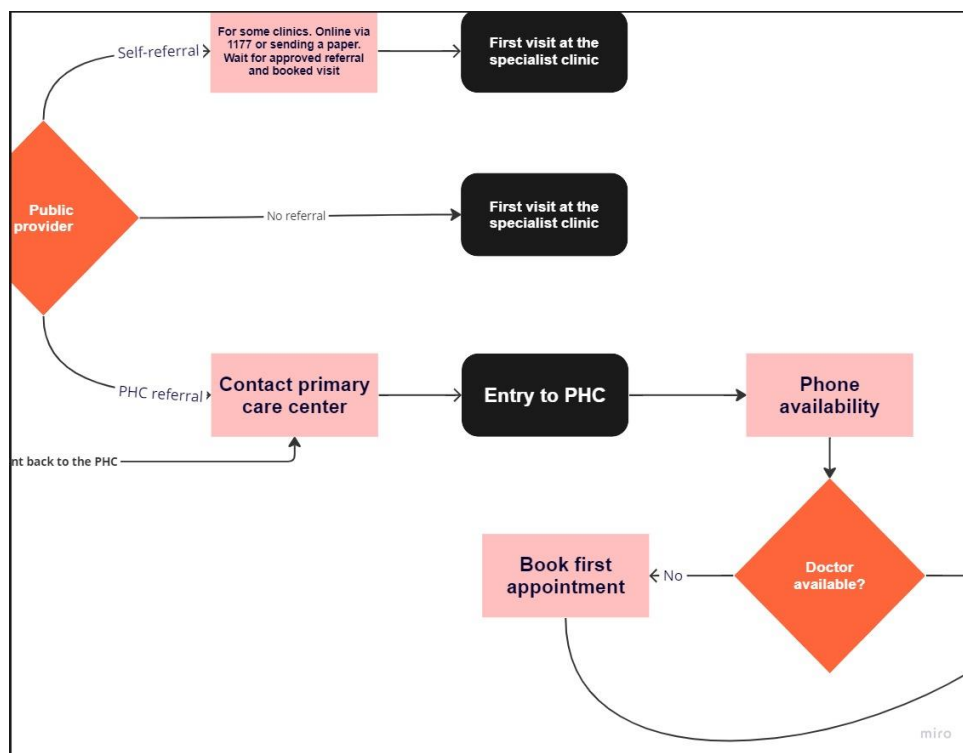 For some clinics. Online via
1177 or sending a paper.
Wait for approved referral
and booked visit
Self-referral
First visit at the
specialist clinic
Public
provider
No referral
First visit at the
specialist clinic
PHC referral
Contact primary
care center
Entry to PHC
Phone
availability
nt back to the PHC
Book first
appointment
No
Doctor
available?
miro